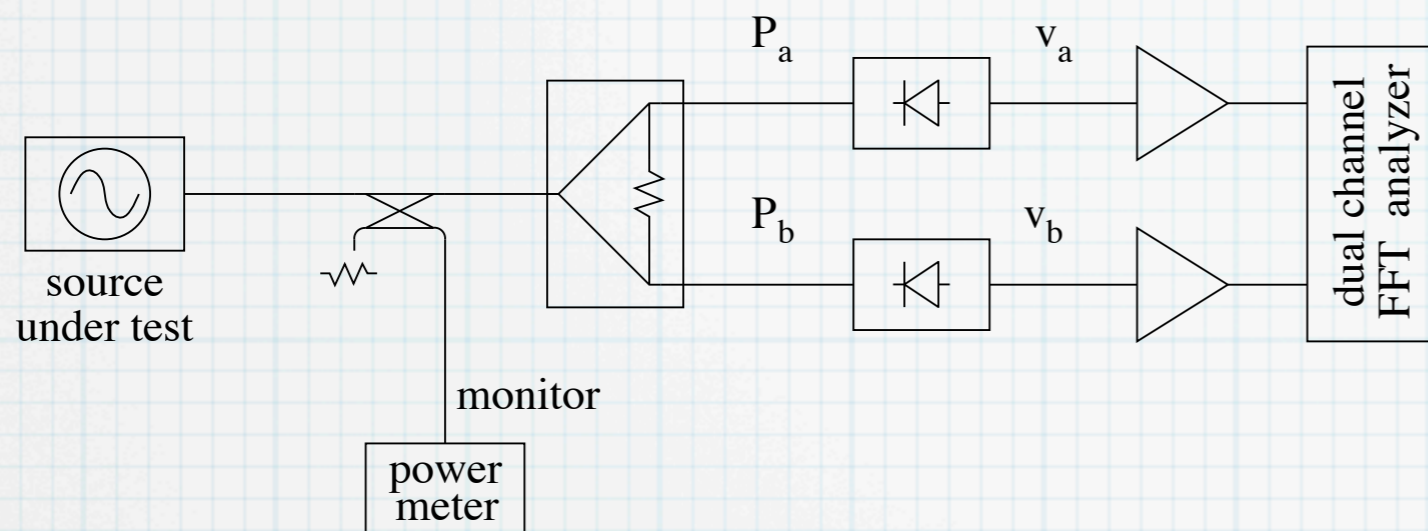 P_a
v_a
source
under test
P_b
v_b
monitor
power
meter
dual channel
FFT analyzer